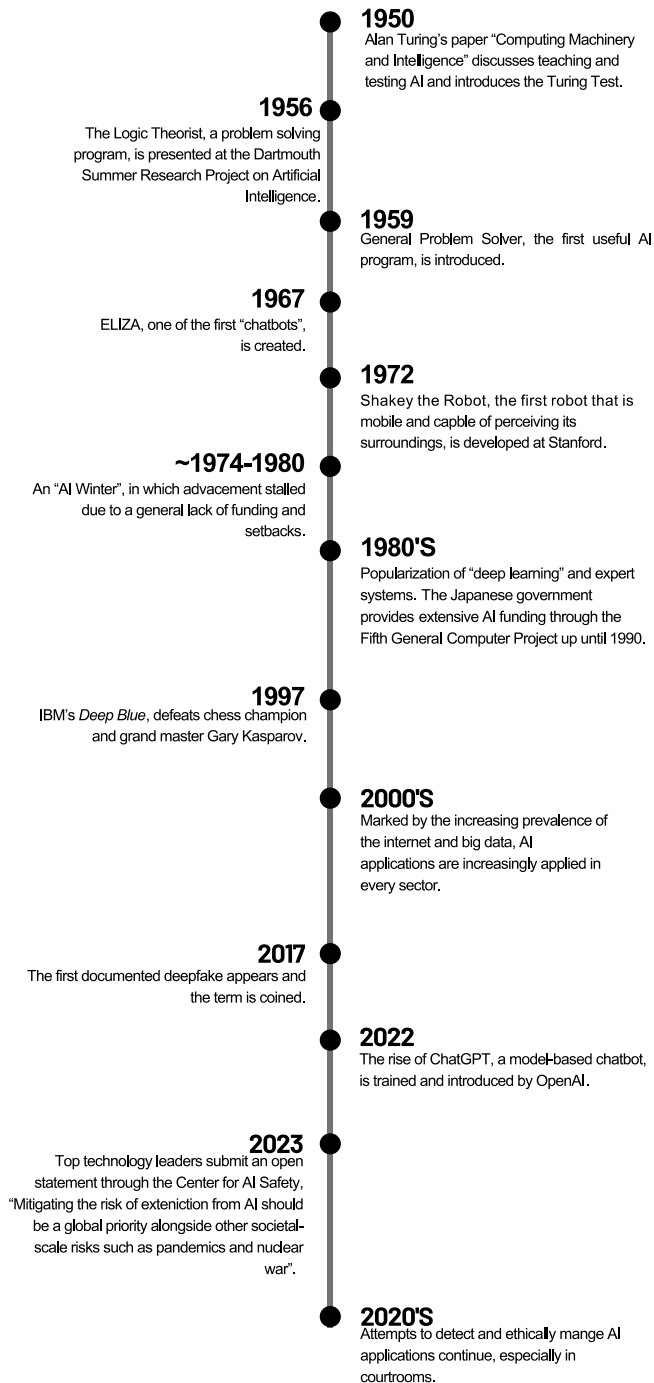 1950
Alan Turing's paper “Computing Machinery
and Intelligence” discusses teaching and
testing AI and introduces the Turing Test.
1956
The Logic Theorist, a problem solving
program, is presented at the Dartmouth
Summer Research Project on Artificial
Intelligence.
1959
General Problem Solver, the first useful AI
program, is introduced.
1967
ELIZA, one of the first “chatbots”,
is created.
1972
Shakey the Robot, the first robot that is
mobile and capble of perceiving its
surroundings, is developed at Stanford.
~1974-1980
An “AI Winter”, in which advacement stalled
due to a general lack of funding and
setbacks.
1980'S
Popularization of “deep learning” and expert
systems. The Japanese government
provides extensive AI funding through the
Fifth General Computer Project up until 1990.
1997
IBM's Deep Blue, defeats chess champion
and grand master Gary Kasparov.
2000'S
Marked by the increasing prevalence of
the internet and big data, AI
applications are increasingly applied in
every sector.
2017
The first documented deepfake appears and
the term is coined.
2022
The rise of ChatGPT, a model-based chatbot,
is trained and introduced by OpenAI.
2023
Top technology leaders submit an open
statement through the Center for AI Safety,
“Mitigating the risk of exteniction from AI should
be a global priority alongside other societal-
scale risks such as pandemics and nuclear
war”.
2020'S
Attempts to detect and ethically mange AI
applications continue, especially in
courtrooms.